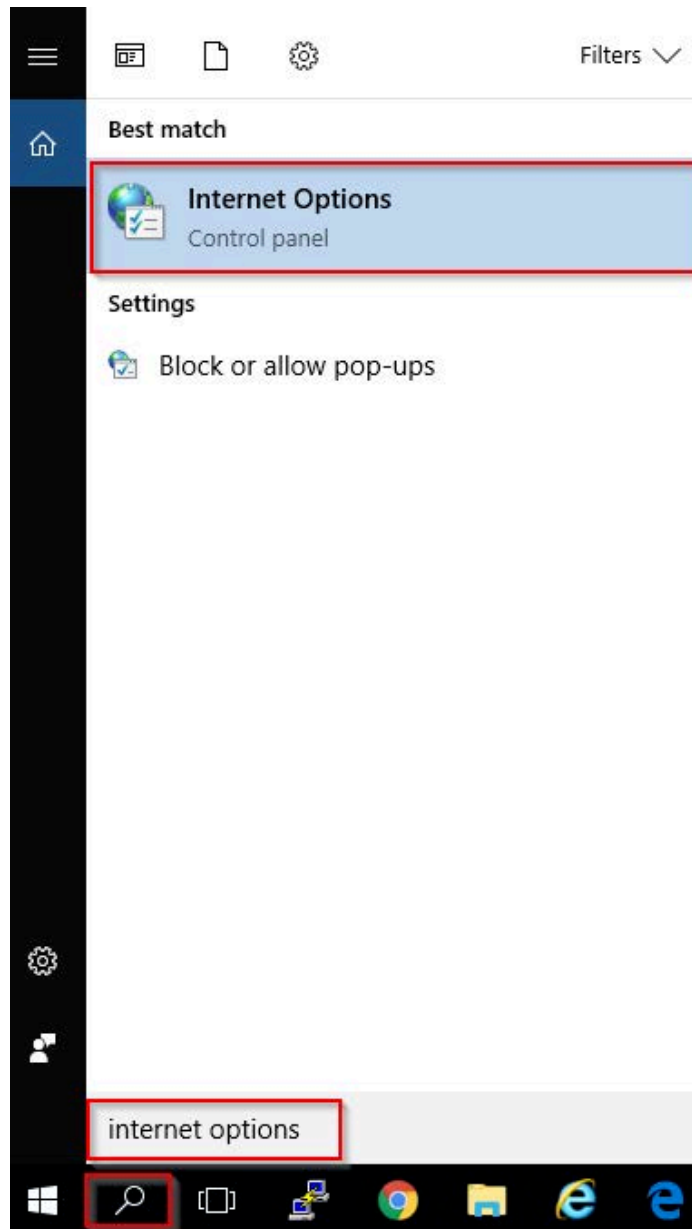 Filters
Best match
Internet Options
Control panel
Settings
Block or allow pop-ups
internet options